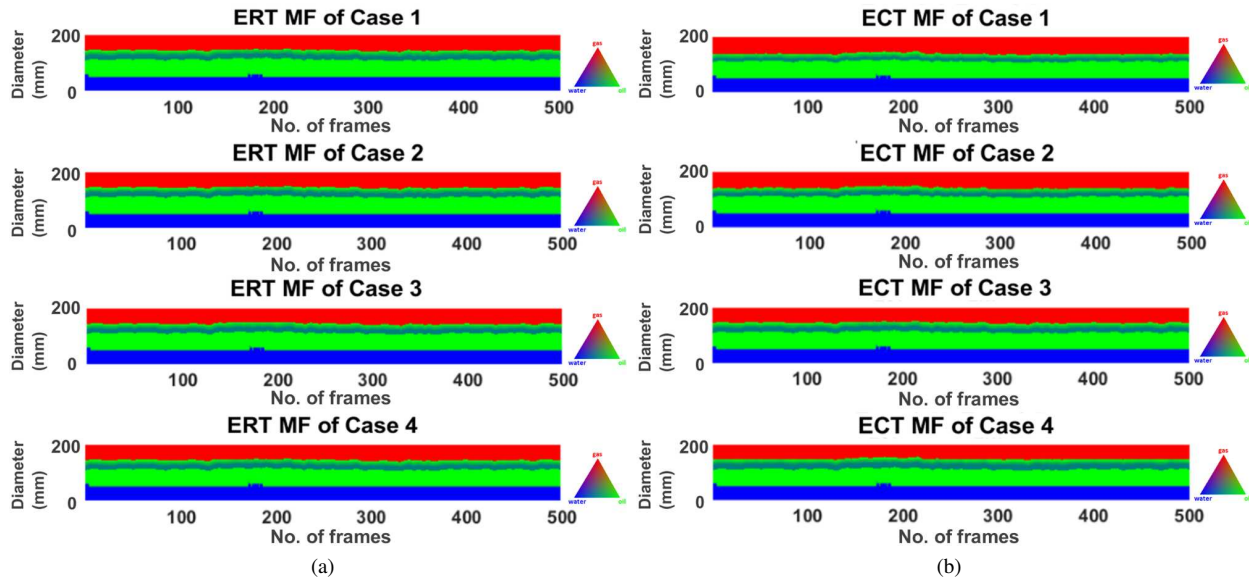 ERT MF of Case 1
Diameter
(mm)
200
0
gas
water
oil
100 200 300 400 500
No. of frames
ERT MF of Case 2
Diameter
(mm)
200
0
gas
water
oil
100 200 300 400 500
No. of frames
ERT MF of Case 3
Diameter
(mm)
200
0
gas
water
oil
100 200 300 400 500
No. of frames
ERT MF of Case 4
Diameter
(mm)
200
0
gas
water
oil
100 200 300 400 500
No. of frames
(a)
ECT MF of Case 1
Diameter
(mm)
200
0
gas
water
oil
100 200 300 400 500
No. of frames
ECT MF of Case 2
Diameter
(mm)
200
0
gas
water
oil
100 200 300 400 500
No. of frames
ECT MF of Case 3
Diameter
(mm)
200
0
gas
water
oil
100 200 300 400 500
No. of frames
ECT MF of Case 4
Diameter
(mm)
200
0
gas
water
oil
100 200 300 400 500
No. of frames
(b)